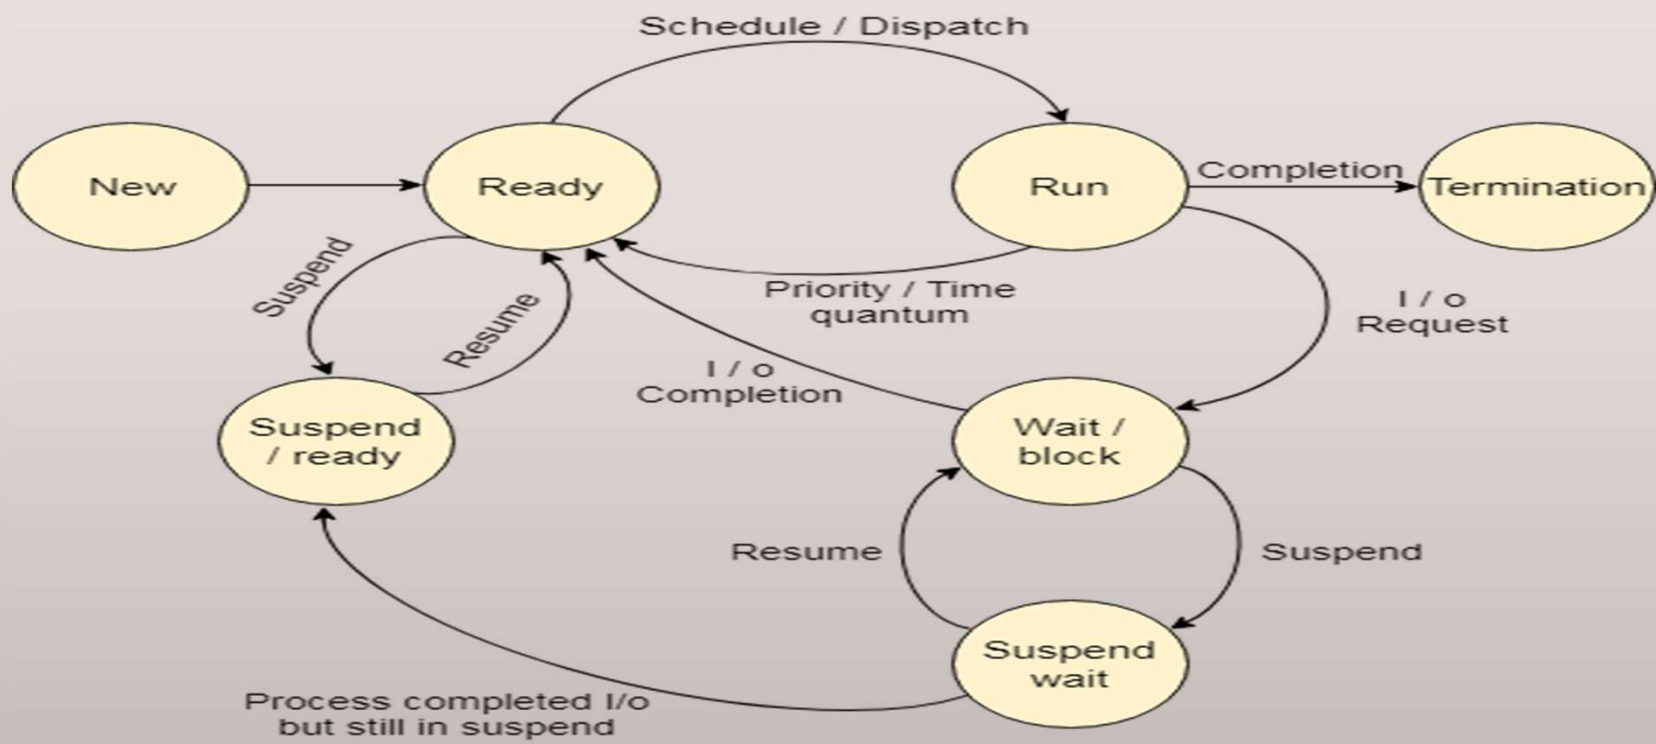 Schedule / Dispatch
New
Ready
Run
Completion
Termination
Suspend
Resume
Priority / Time
quantum
I / o
Request
I / o
Completion
Suspend
/ ready
Wait /
block
Resume
Suspend
Suspend
wait
Process completed I/o
but still in suspend